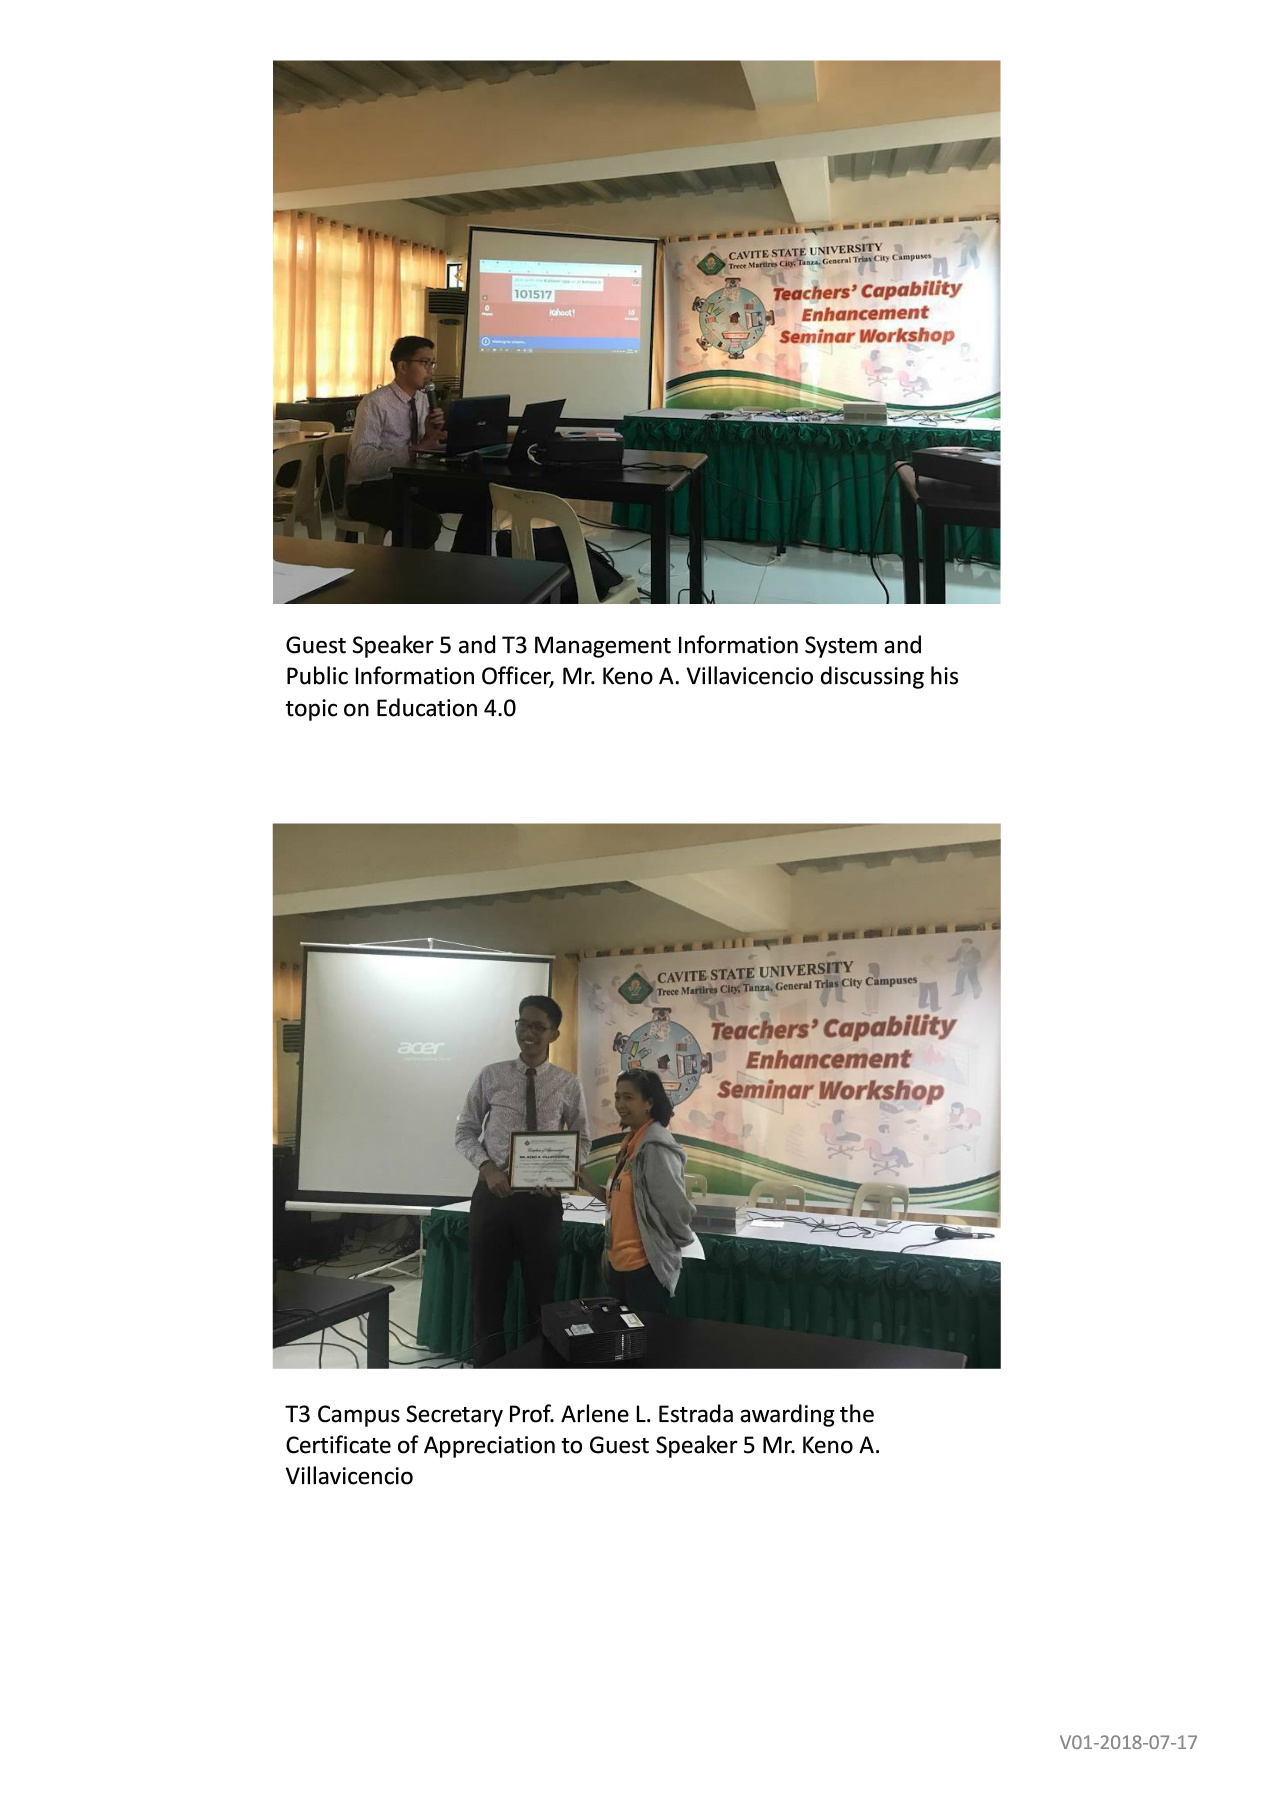 CAVITE STATE UNIVERSITY
Trece Martires City, Tanza, General Trias City Campuses
Teachers' Capability
Enhancement
Seminar Workshop
101517
Kahoot!
Guest Speaker 5 and T3 Management Information System and
Public Information Officer, Mr. Keno A. Villavicencio discussing his
topic on Education 4.0
CAVITE STATE UNIVERSITY
Trece Martires City, Tanza, General Trias City Campuses
Teachers' Capability
Enhancement
Seminar Workshop
acer
MR. KENO A. VILLAVICENCIO
T3 Campus Secretary Prof. Arlene L. Estrada awarding the
Certificate of Appreciation to Guest Speaker 5 Mr. Keno A.
Villavicencio
V01-2018-07-17